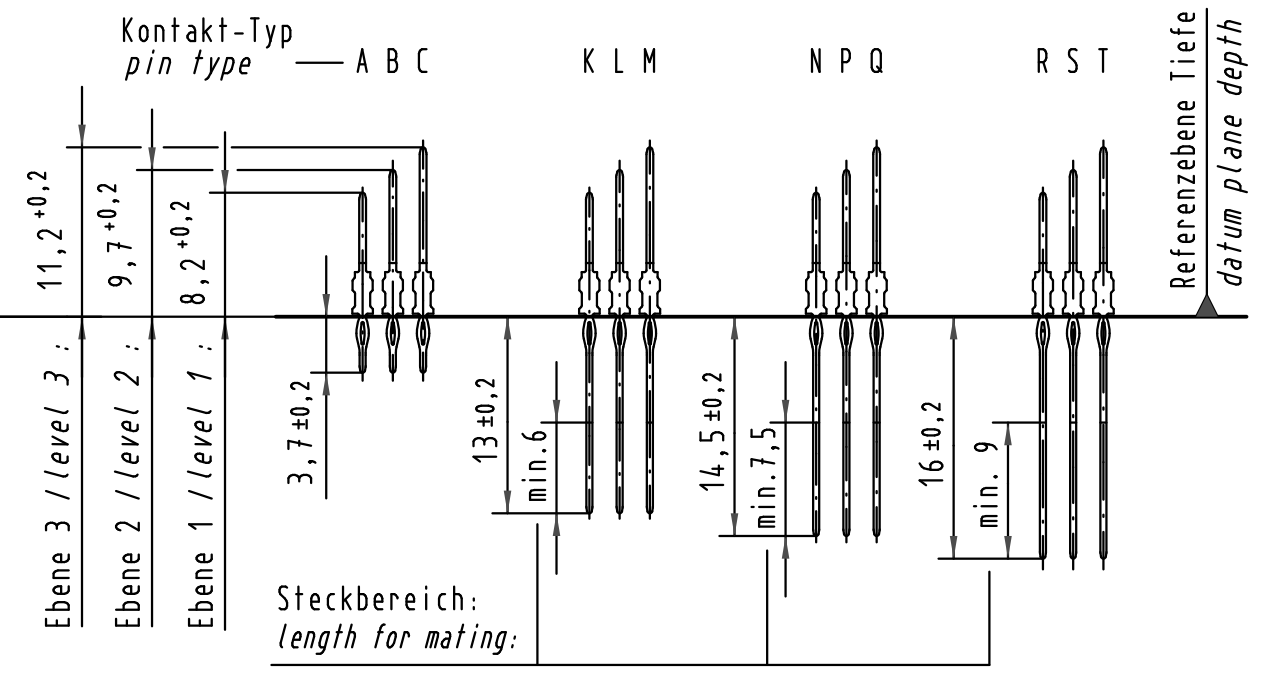 Kontakt-Typ
pin type
A B C
K L M
N P Q
R S T
Referenzebene Tiefe
datum plane depth
11,2 +0,2
9,7 +0,2
8,2 +0,2
Ebene 3 / level 3 :
Ebene 2 / level 2 :
Ebene 1 / level 1 :
3,7 ±0,2
13 ±0,2
min.6
14,5 ±0,2
min.7,5
16 ±0,2
min. 9
Steckbereich:
length for mating: